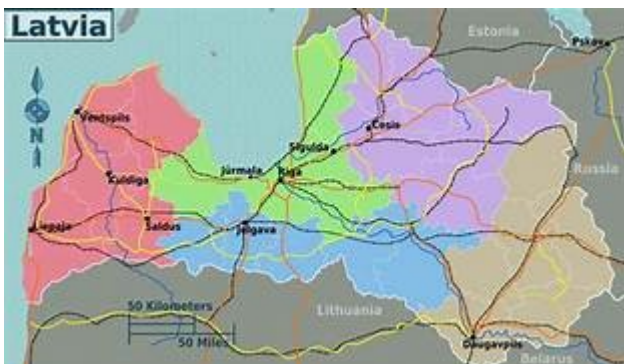 Latvia
Estonia
Pskov
Ventspils
Cēsis
Sigulda
N
Jūrmala
Rīga
Russia
Kuldīga
Liepāja
Saldus
Jelgava
50 Kilometers
Lithuania
50 Miles
Daugavpils
Belarus